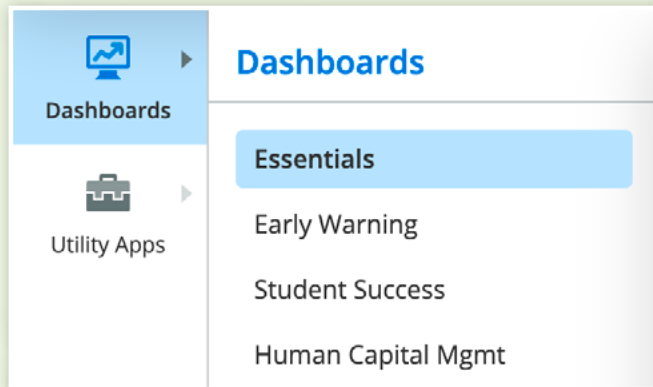 Dashboards
Utility Apps
Dashboards
Essentials
Early Warning
Student Success
Human Capital Mgmt